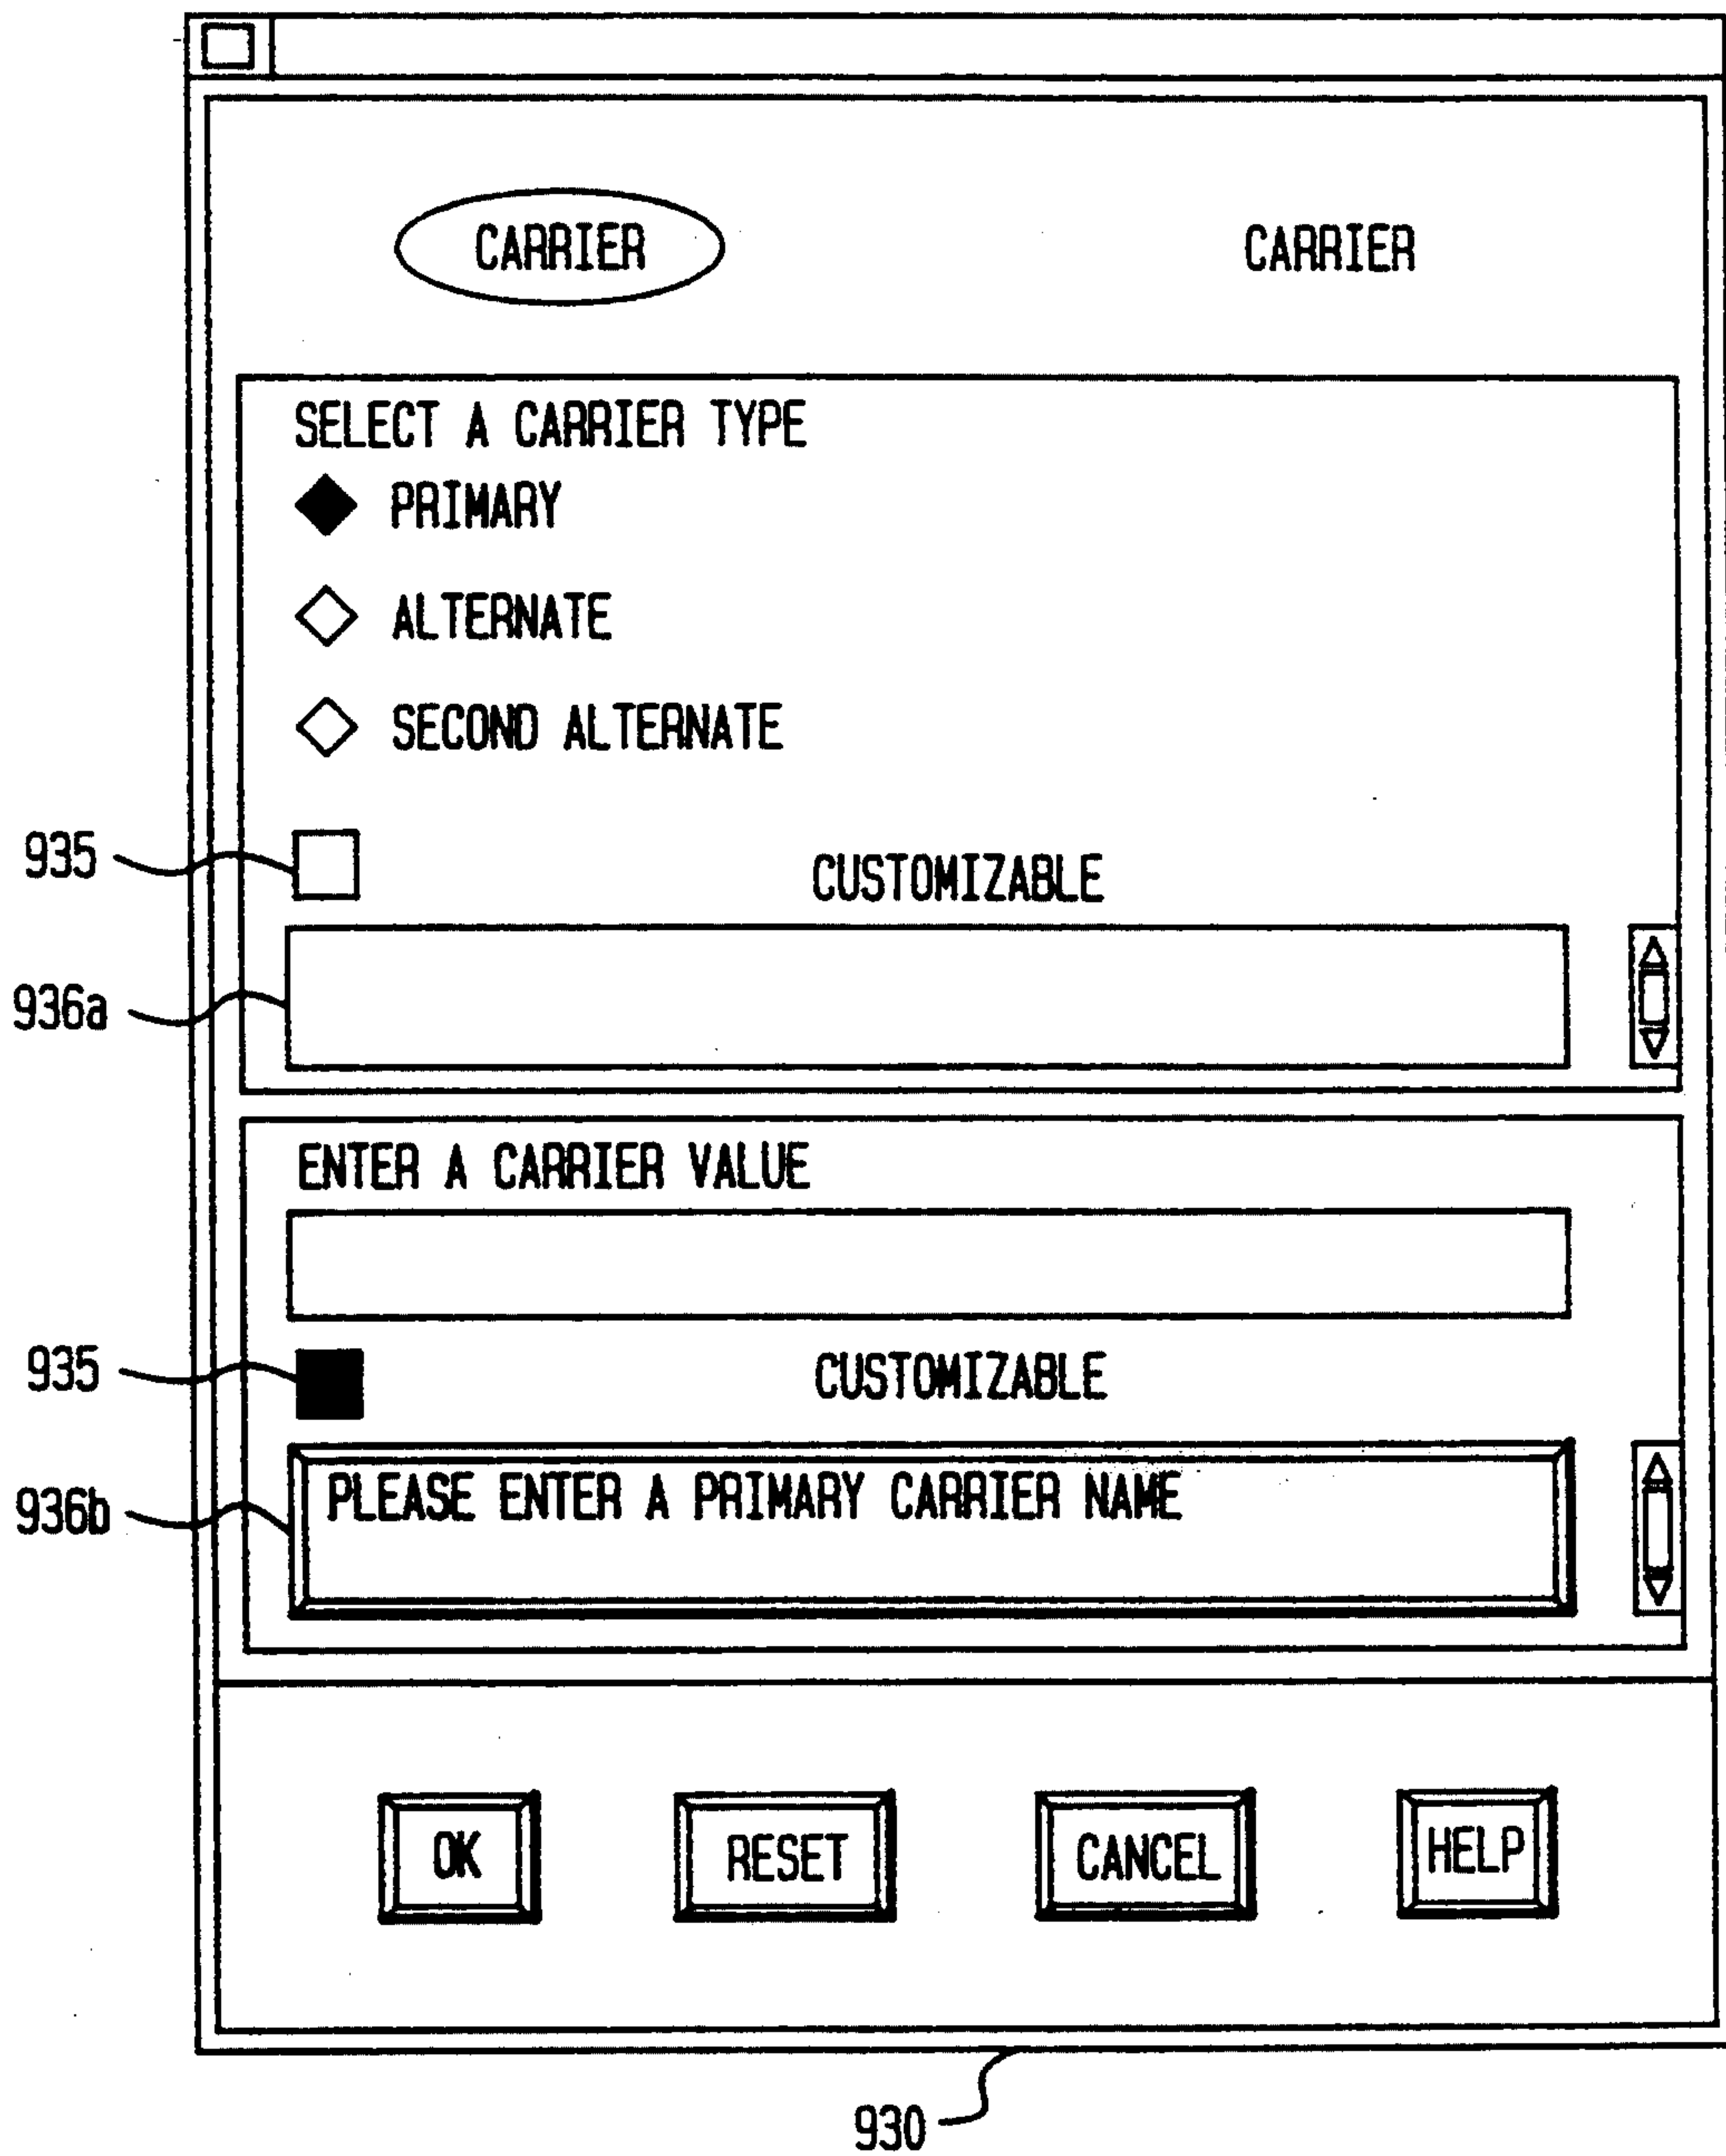 CARRIER CARRIER
SELECT A CARRIER TYPE
PRIMARY
ALTERNATE
SECOND ALTERNATE
935
CUSTOMIZABLE
936a
ENTER A CARRIER VALUE
935
CUSTOMIZABLE
936b
PLEASE ENTER A PRIMARY CARRIER NAME
OK RESET CANCEL HELP
930